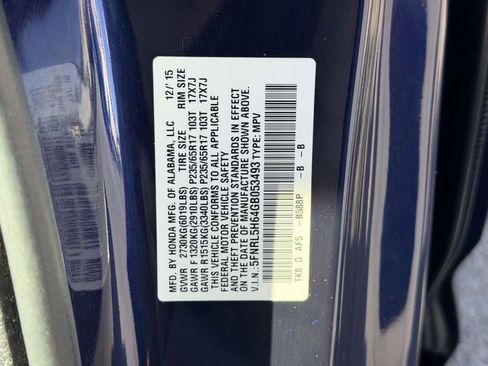 MFD. BY HONDA MFG. OF ALABAMA, LLC 12/'15
GVWR 2730KG(6019LBS) TIRE SIZE RIM SIZE
GAWR F 1320KG(2910LBS) P235/65R17 103T 17X7J
GAWR R1515KG(3340LBS) P235/65R17 103T 17X7J
THIS VEHICLE CONFORMS TO ALL APPLICABLE
FEDERAL MOTOR VEHICLE SAFETY
AND THEFT PREVENTION STANDARDS IN EFFECT
ON THE DATE OF MANUFACTURE SHOWN ABOVE.
V.I.N.:5FNRL5H64GB053493 TYPE: MPV
TK8 G AF5 -B588P -B -B